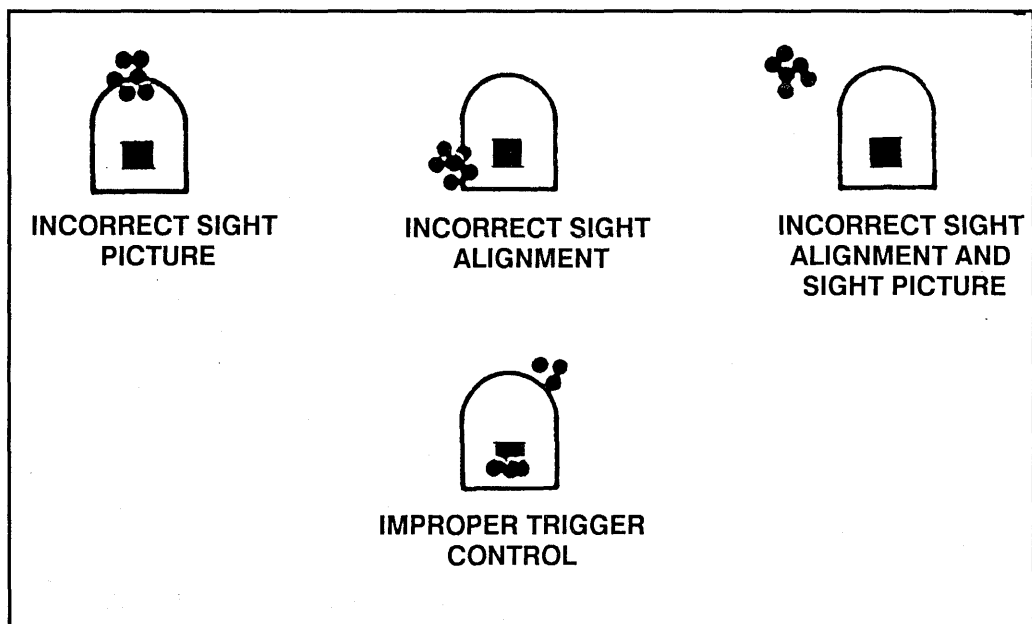 INCORRECT SIGHT
PICTURE
INCORRECT SIGHT
ALIGNMENT
INCORRECT SIGHT
ALIGNMENT AND
SIGHT PICTURE
IMPROPER TRIGGER
CONTROL